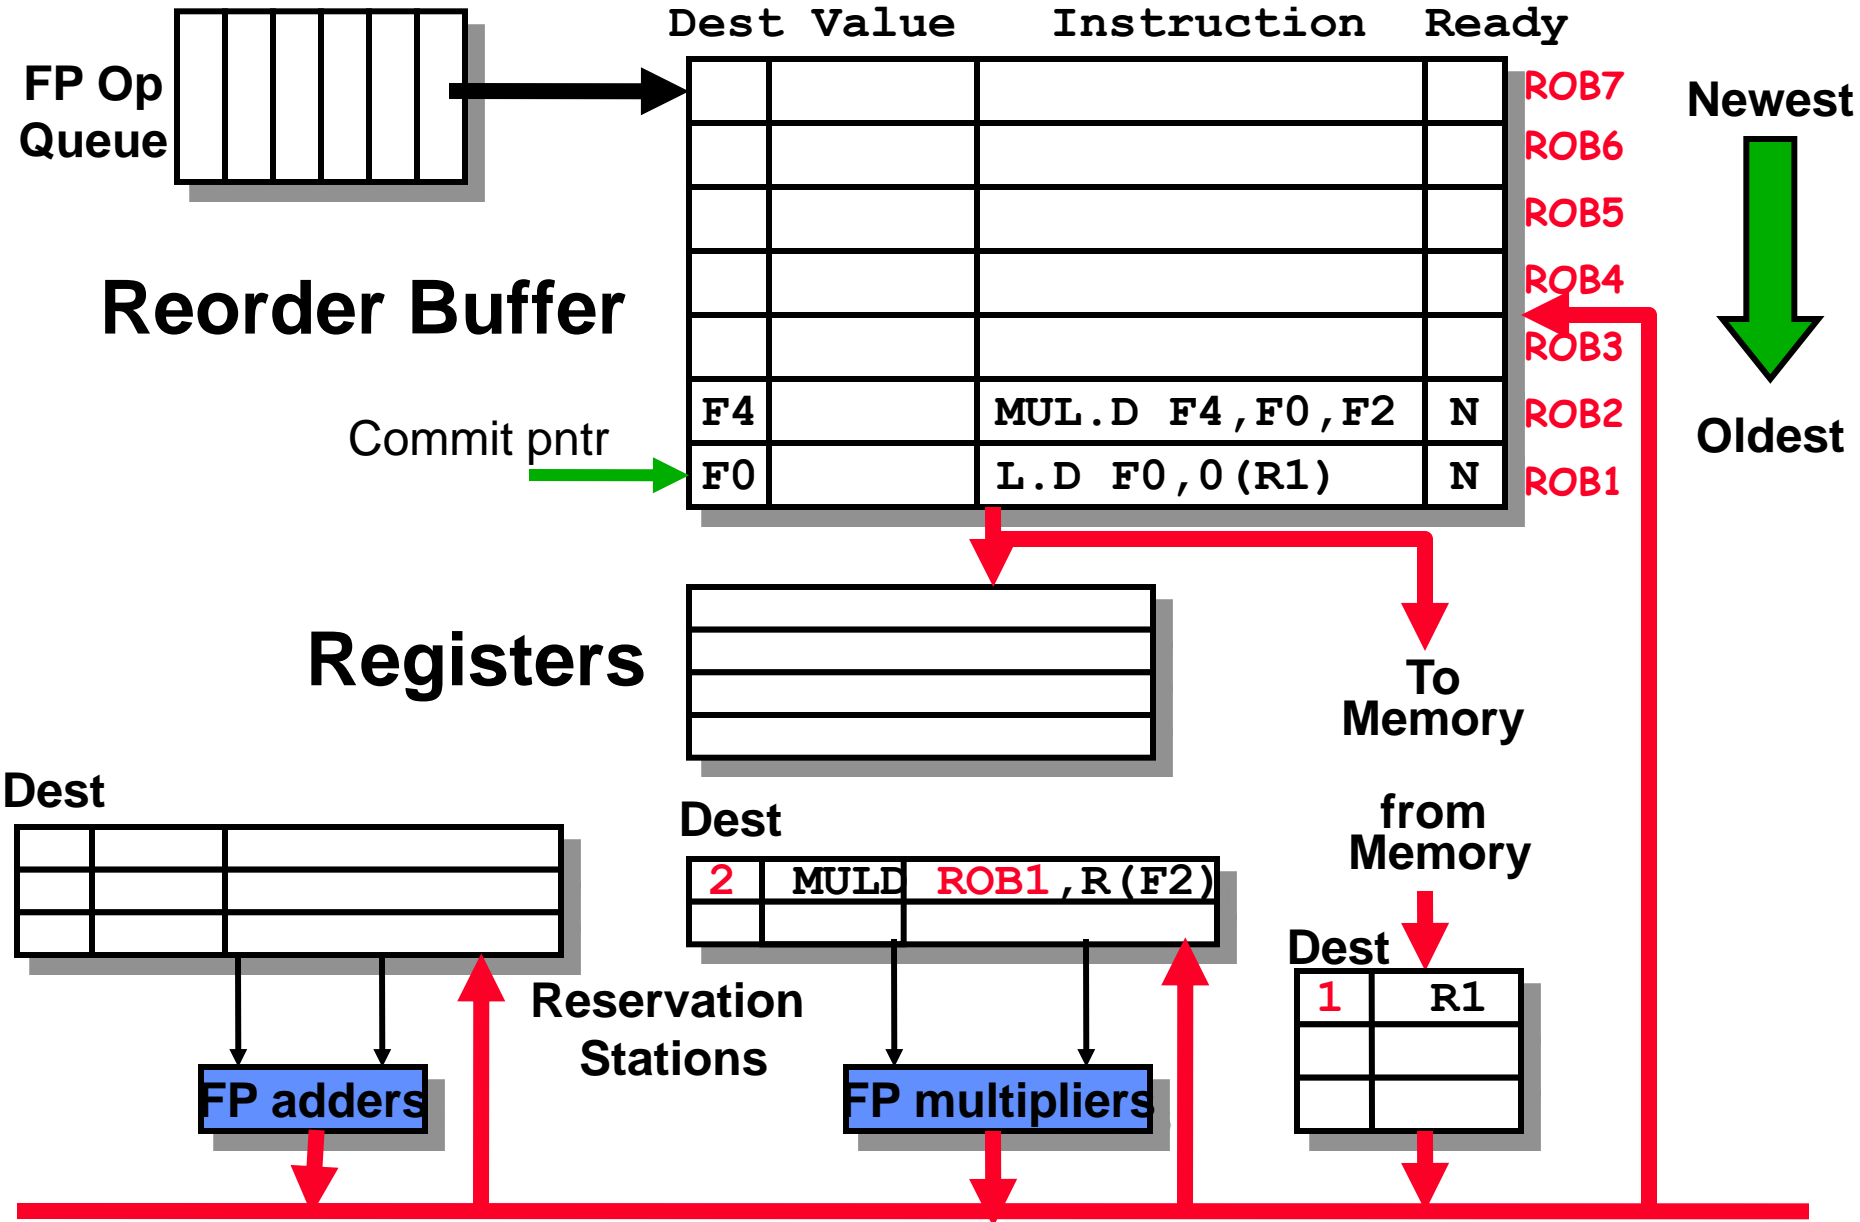 Dest Value Instruction Ready
FP Op
Queue
ROB7
Newest
ROB6
ROB5
Reorder Buffer
ROB4
ROB3
Commit pntr
F4 MUL.D F4,F0,F2 N ROB2
Oldest
F0 L.D F0,0(R1) N ROB1
Registers
To
Memory
from
Memory
Dest
Dest
2 MULD ROB1,R(F2)
Dest
1 R1
Reservation
Stations
FP adders
FP multipliers